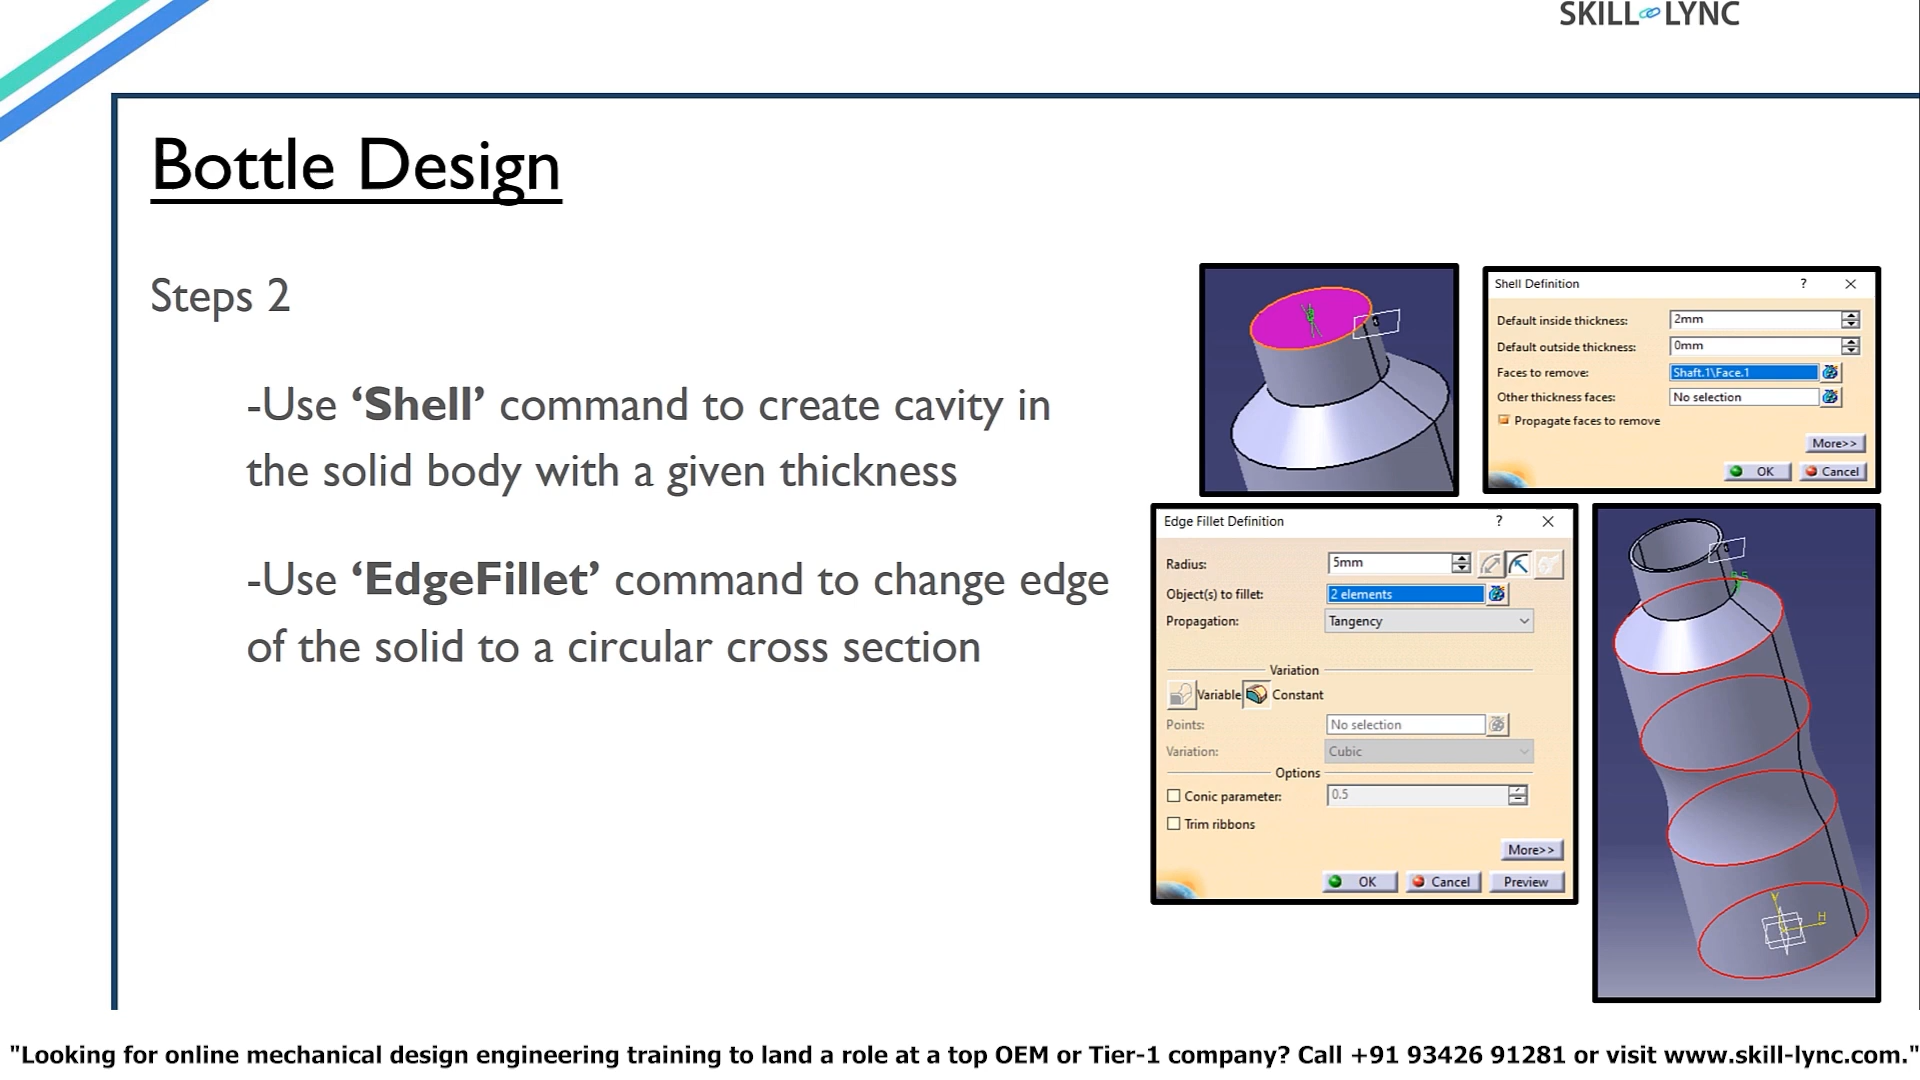 SKILL LYNC
Bottle Design
Steps 2
-Use ‘Shell’ command to create cavity in
the solid body with a given thickness
-Use ‘EdgeFillet’ command to change edge
of the solid to a circular cross section
Shell Definition ?
Default inside thickness: 2mm
Default outside thickness: 0mm
Faces to remove: Shaft.1\Face.1
Other thickness faces: No selection
Propagate faces to remove
More>>
OK Cancel
Edge Fillet Definition ?
Radius: 5mm
Object(s) to fillet: 2 elements
Propagation: Tangency
Variation
Variable Constant
Points: No selection
Variation: Cubic
Options
Conic parameter: 0.5
Trim ribbons
More>>
OK Cancel Preview
V
H
"Looking for online mechanical design engineering training to land a role at a top OEM or Tier-1 company? Call +91 93426 91281 or visit www.skill-lync.com."